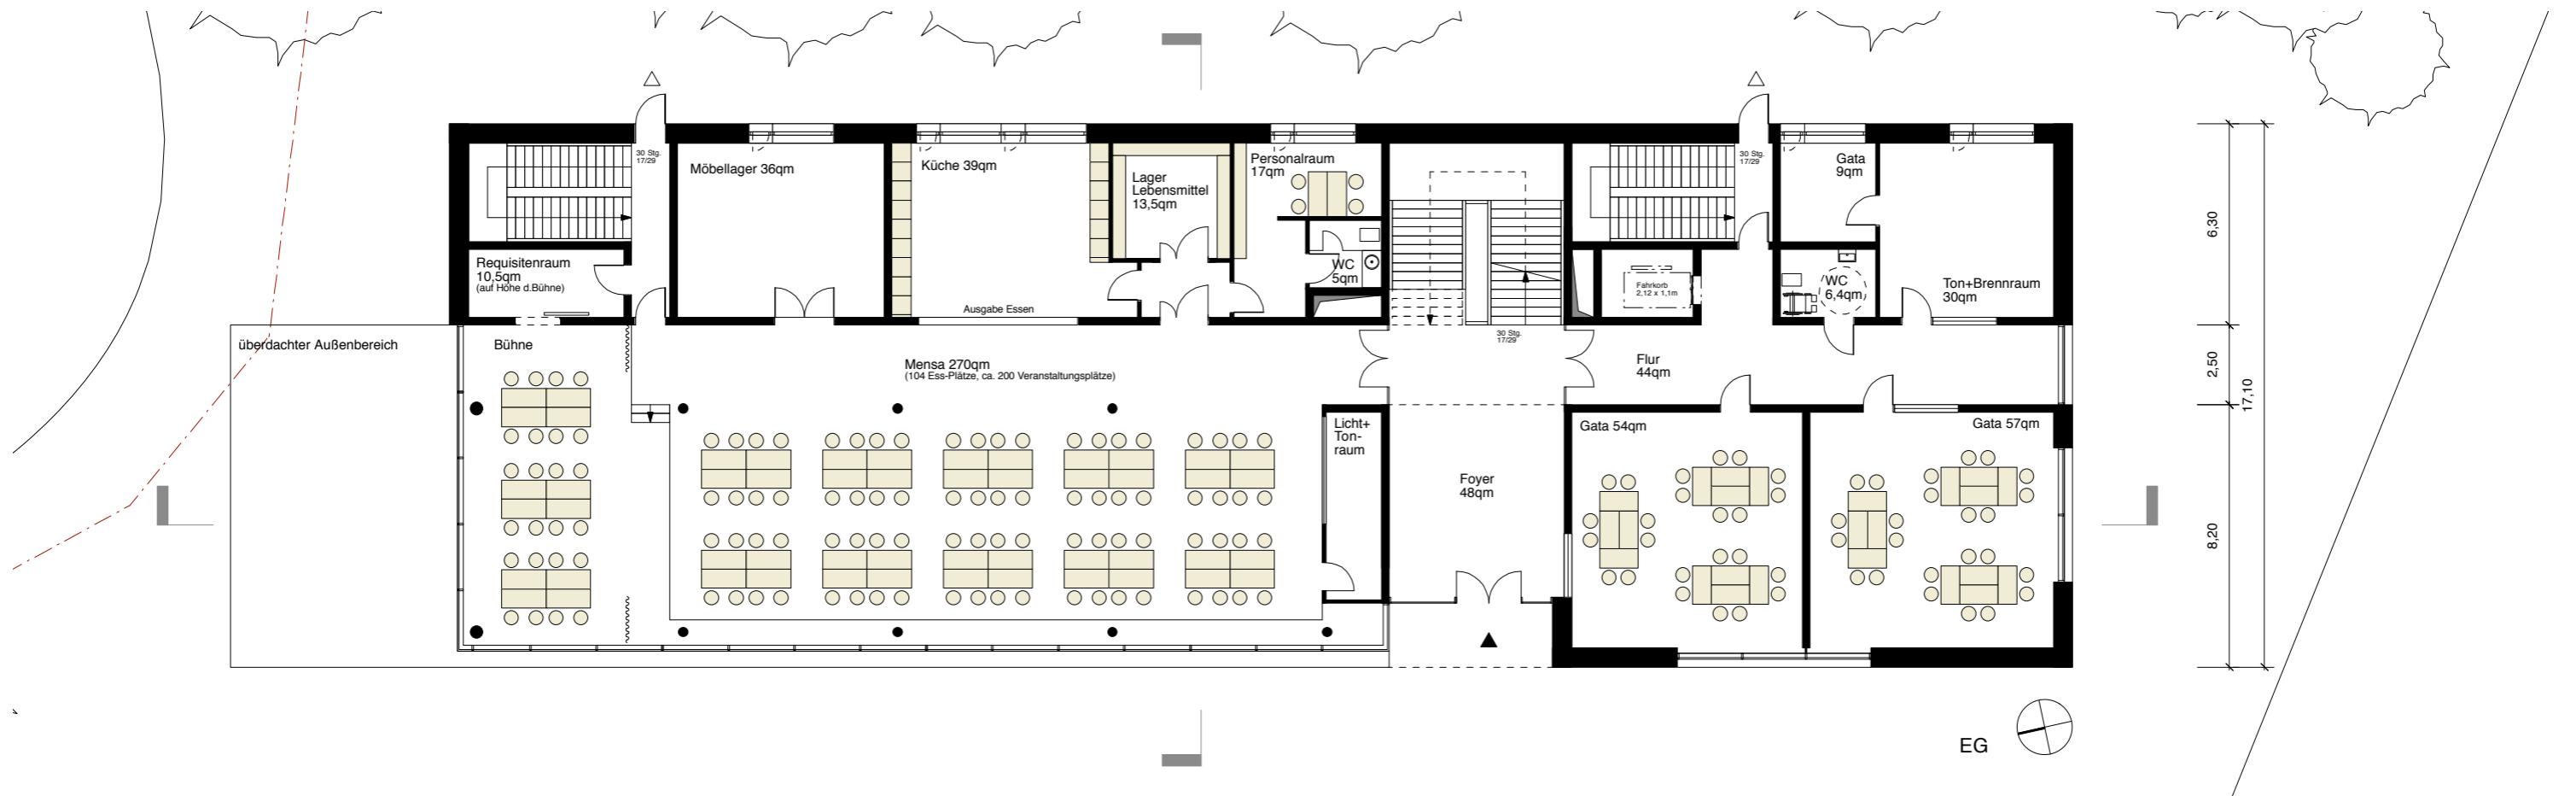 30 Stg.
17/29
Möbellager 36qm
Küche 39qm
Lager
Lebensmittel
13,5qm
Personalraum
17qm
30 Stg.
17/29
Gata
9qm
Requisitenraum
10,5qm
(auf Höhe d.Bühne)
WC
5qm
Fahrkorb
2,12 x 1,1m
WC
6,4qm
Ton+Brennraum
30qm
Ausgabe Essen
überdachter Außenbereich
Bühne
Mensa 270qm
(104 Ess-Plätze, ca. 200 Veranstaltungsplätze)
30 Stg.
17/29
Flur
44qm
Licht+
Ton-
raum
Foyer
48qm
Gata 54qm
Gata 57qm
6,30
2,50
17,10
8,20
EG